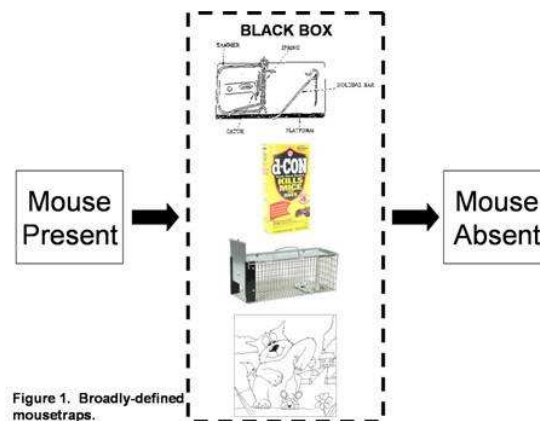 BLACK BOX
HAMMER
SPRING
HOLDING BAR
CATCH
PLATFORM
d-CON
KILLS
MICE
Mouse
Present
Mouse
Absent
Figure 1. Broadly-defined
mousetraps.